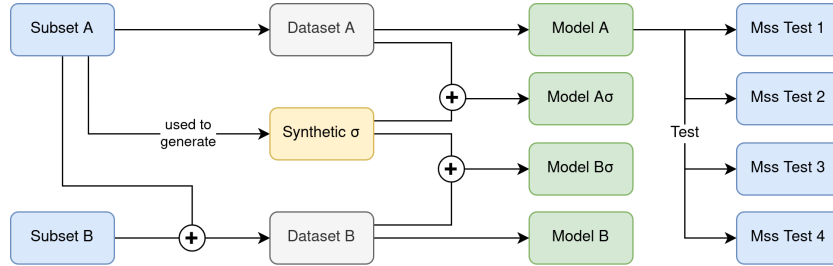 Subset A
Dataset A
Model A
Mss Test 1
Model Aσ
Mss Test 2
used to
generate
Synthetic σ
Test
Model Bσ
Mss Test 3
Subset B
Dataset B
Model B
Mss Test 4